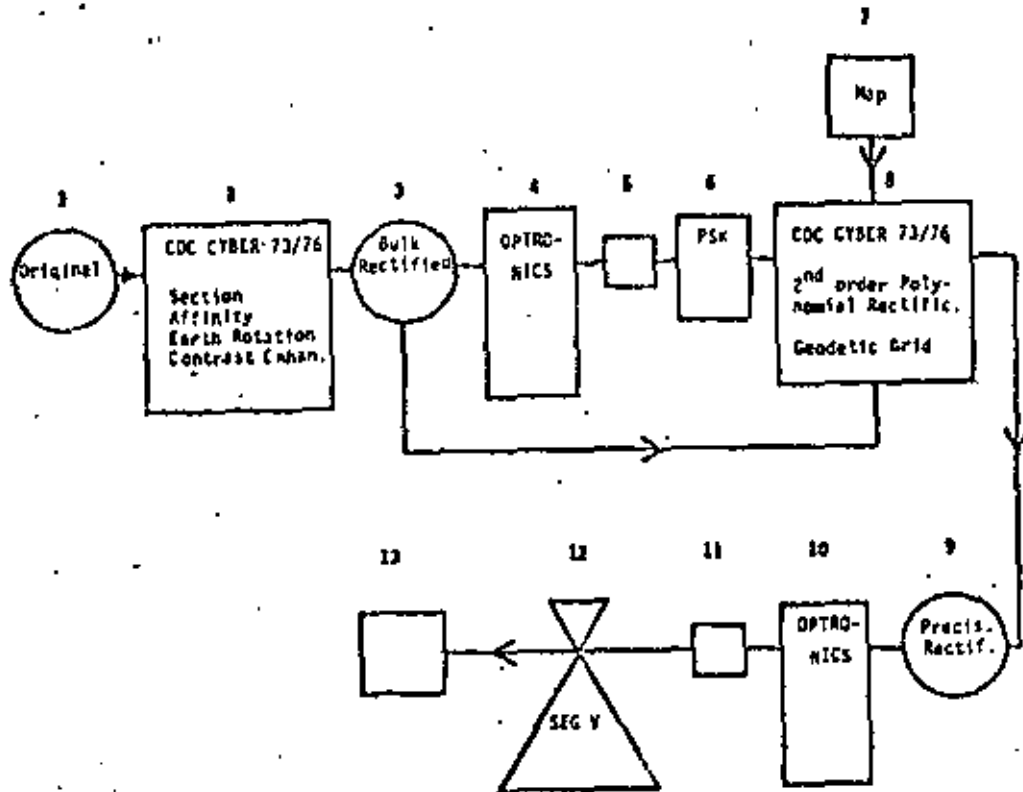 7
Map
1
2
3
4
5
6
8
Original
CDC CYBER 73/76
Section
Affinity
Earth Rotation
Contrast Enhan.
Bulk
Rectified
OPTRO-
NICS
PSK
CDC CYBER 73/76
2nd order Poly-
nomial Rectific.
Geodetic Grid
13
12
11
10
9
SEG V
OPTRO-
NICS
Precis.
Rectif.